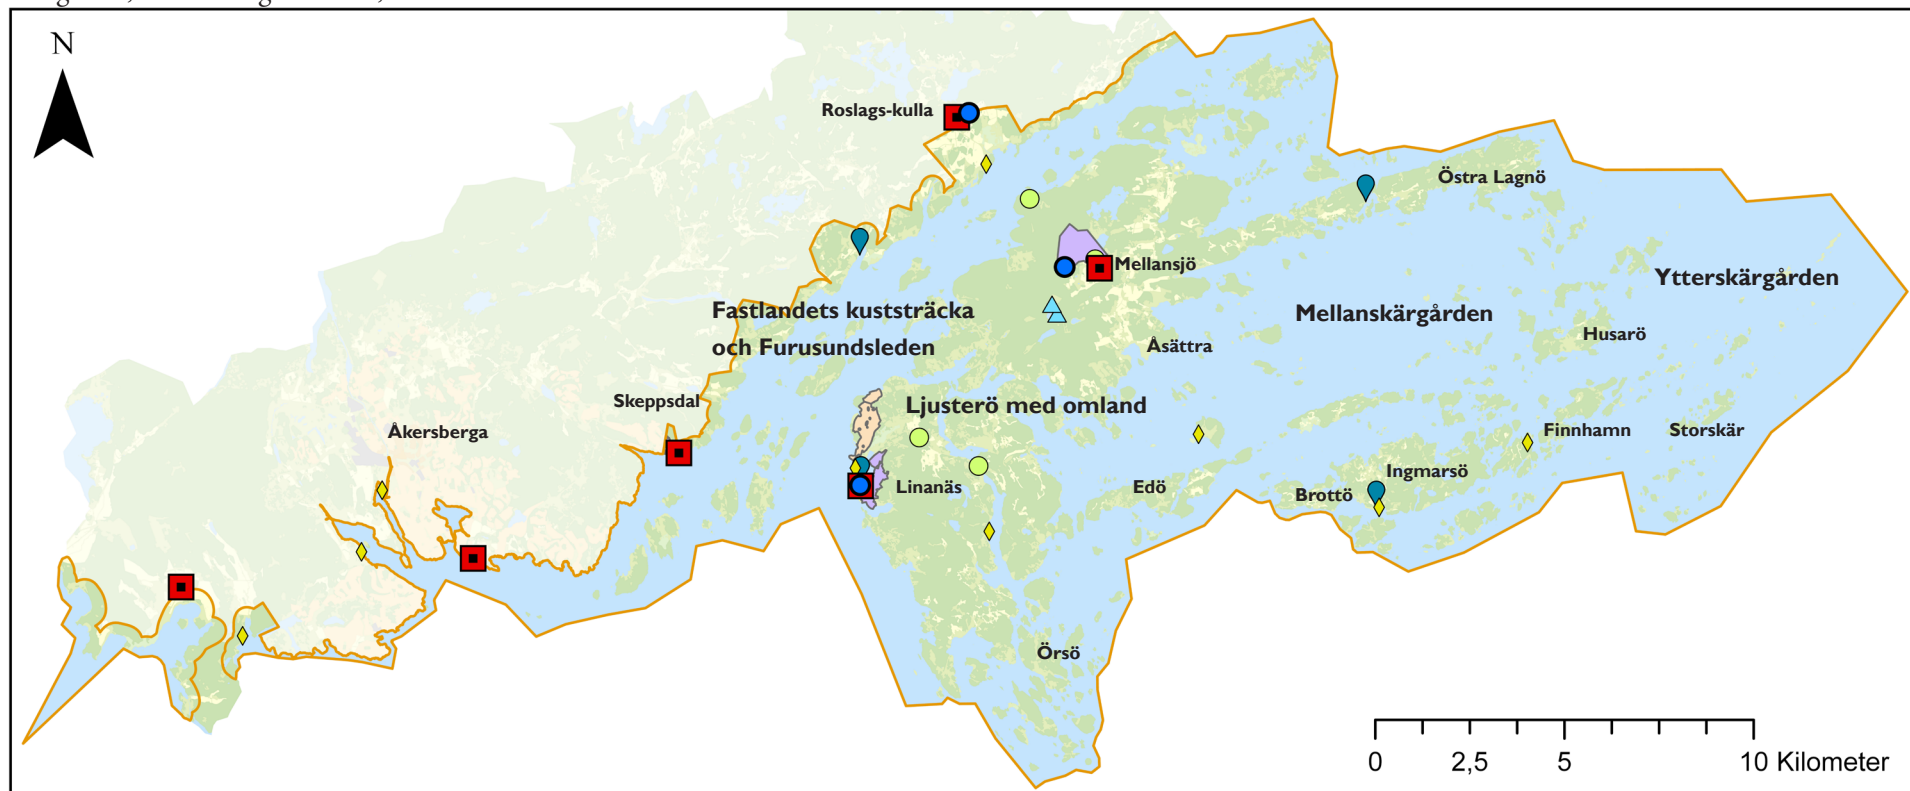 N
Roslags-kulla
Östra Lagnö
Mellansjö
Ytterskärgården
Fastlandets kuststräcka
och Furusundsleden
Mellanskärgården
Husarö
Åsättra
Skeppsdal
Ljusterö med omland
Åkersberga
Finnhamn
Storskär
Ingmarsö
Linanäs
Edö
Brottö
Örsö
0
2,5
5
10 Kilometer